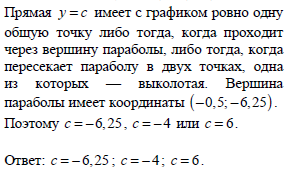 Прямая y = c имеет с графиком ровно одну
общую точку либо тогда, когда проходит
через вершину параболы, либо тогда, когда
пересекает параболу в двух точках, одна
из которых — выколотая. Вершина
параболы имеет координаты (−0,5; −6,25).
Поэтому c = −6,25, c = −4 или c = 6.
Ответ: c = −6,25; c = −4; c = 6.